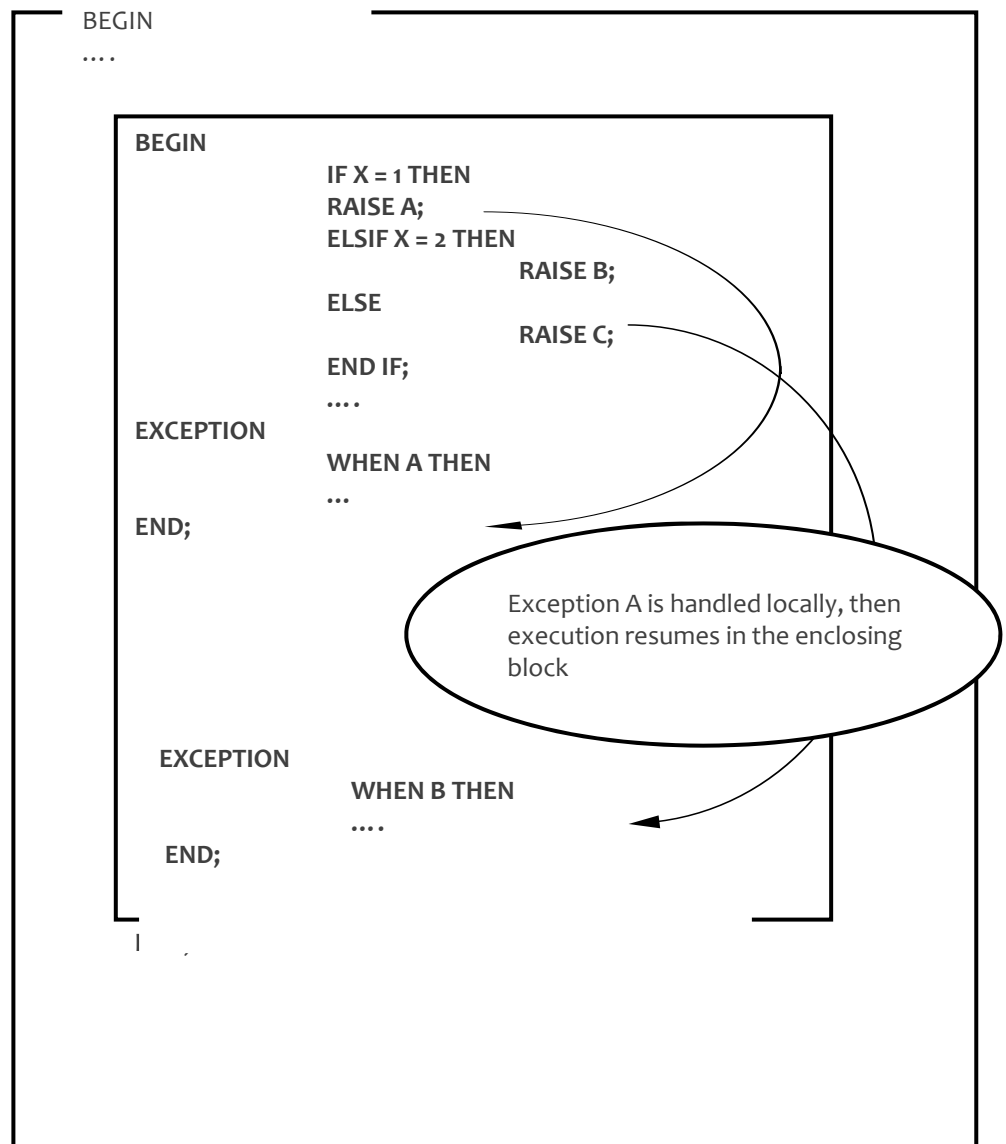 BEGIN
....
BEGIN
IF X = 1 THEN
RAISE A;
ELSIF X = 2 THEN
RAISE B;
ELSE
RAISE C;
END IF;
....
EXCEPTION
WHEN A THEN
...
END;
Exception A is handled locally, then
execution resumes in the enclosing
block
EXCEPTION
WHEN B THEN
....
END;